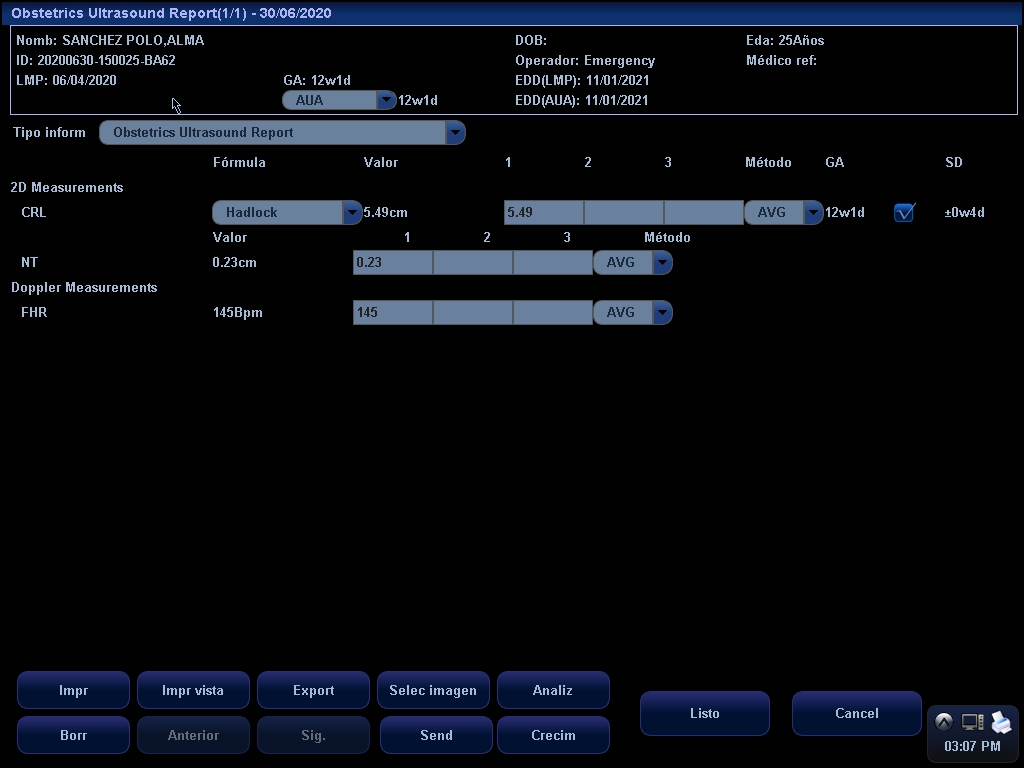 Obstetrics Ultrasound Report(1/1) - 30/06/2020
Nomb: SANCHEZ POLO,ALMA DOB: Eda: 25Años
ID: 20200630-150025-BA62 Operador: Emergency Médico ref:
LMP: 06/04/2020 GA: 12w1d EDD(LMP): 11/01/2021
AUA 12w1d EDD(AUA): 11/01/2021
Tipo inform Obstetrics Ultrasound Report
Fórmula Valor 1 2 3 Método GA SD
2D Measurements
CRL Hadlock 5.49cm 5.49 AVG 12w1d ±0w4d
Valor 1 2 3 Método
NT 0.23cm 0.23 AVG
Doppler Measurements
FHR 145Bpm 145 AVG
Impr Impr vista Export Selec imagen Analiz
Listo Cancel
Borr Anterior Sig. Send Crecim
03:07 PM